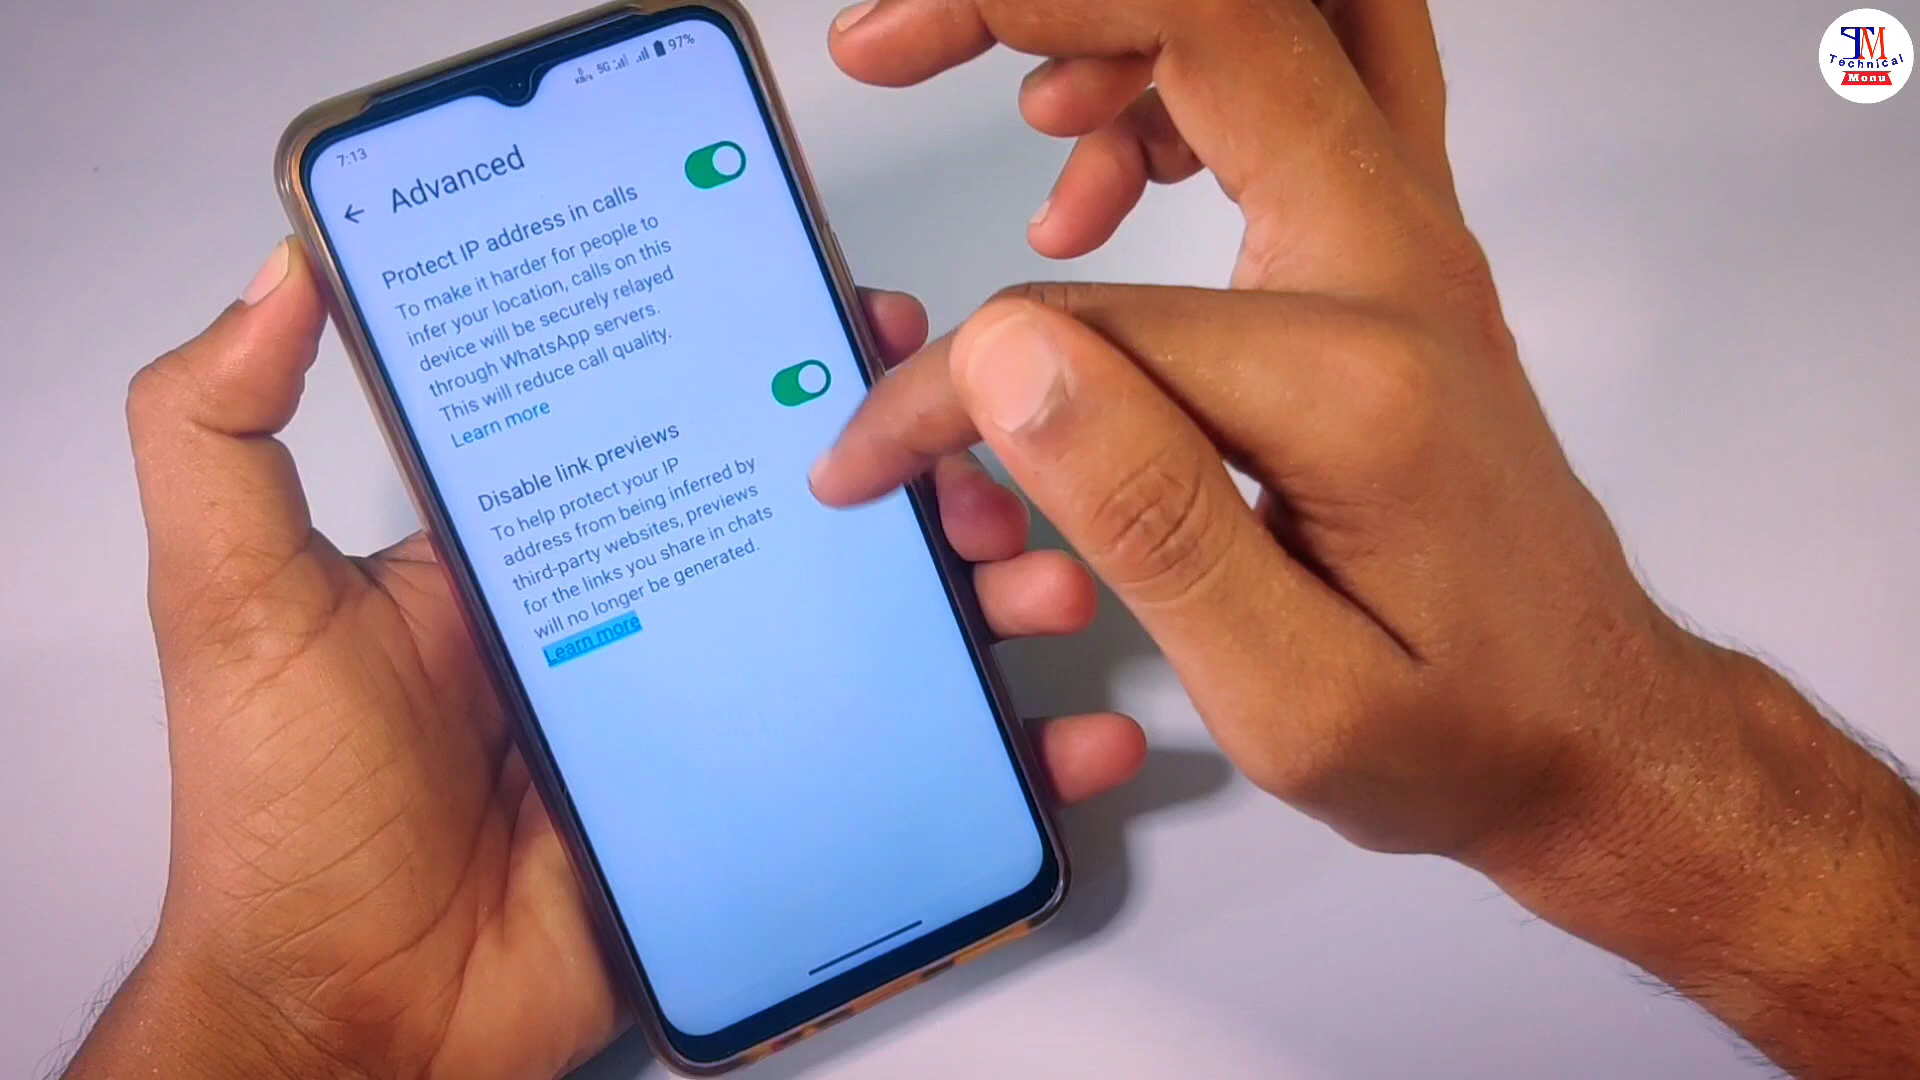 7:13
0
KB/s 5G 97%
Advanced
Protect IP address in calls
To make it harder for people to
infer your location, calls on this
device will be securely relayed
through WhatsApp servers.
This will reduce call quality.
Learn more
Disable link previews
To help protect your IP
address from being inferred by
third-party websites, previews
for the links you share in chats
will no longer be generated.
Learn more
TM
Technical
Monu